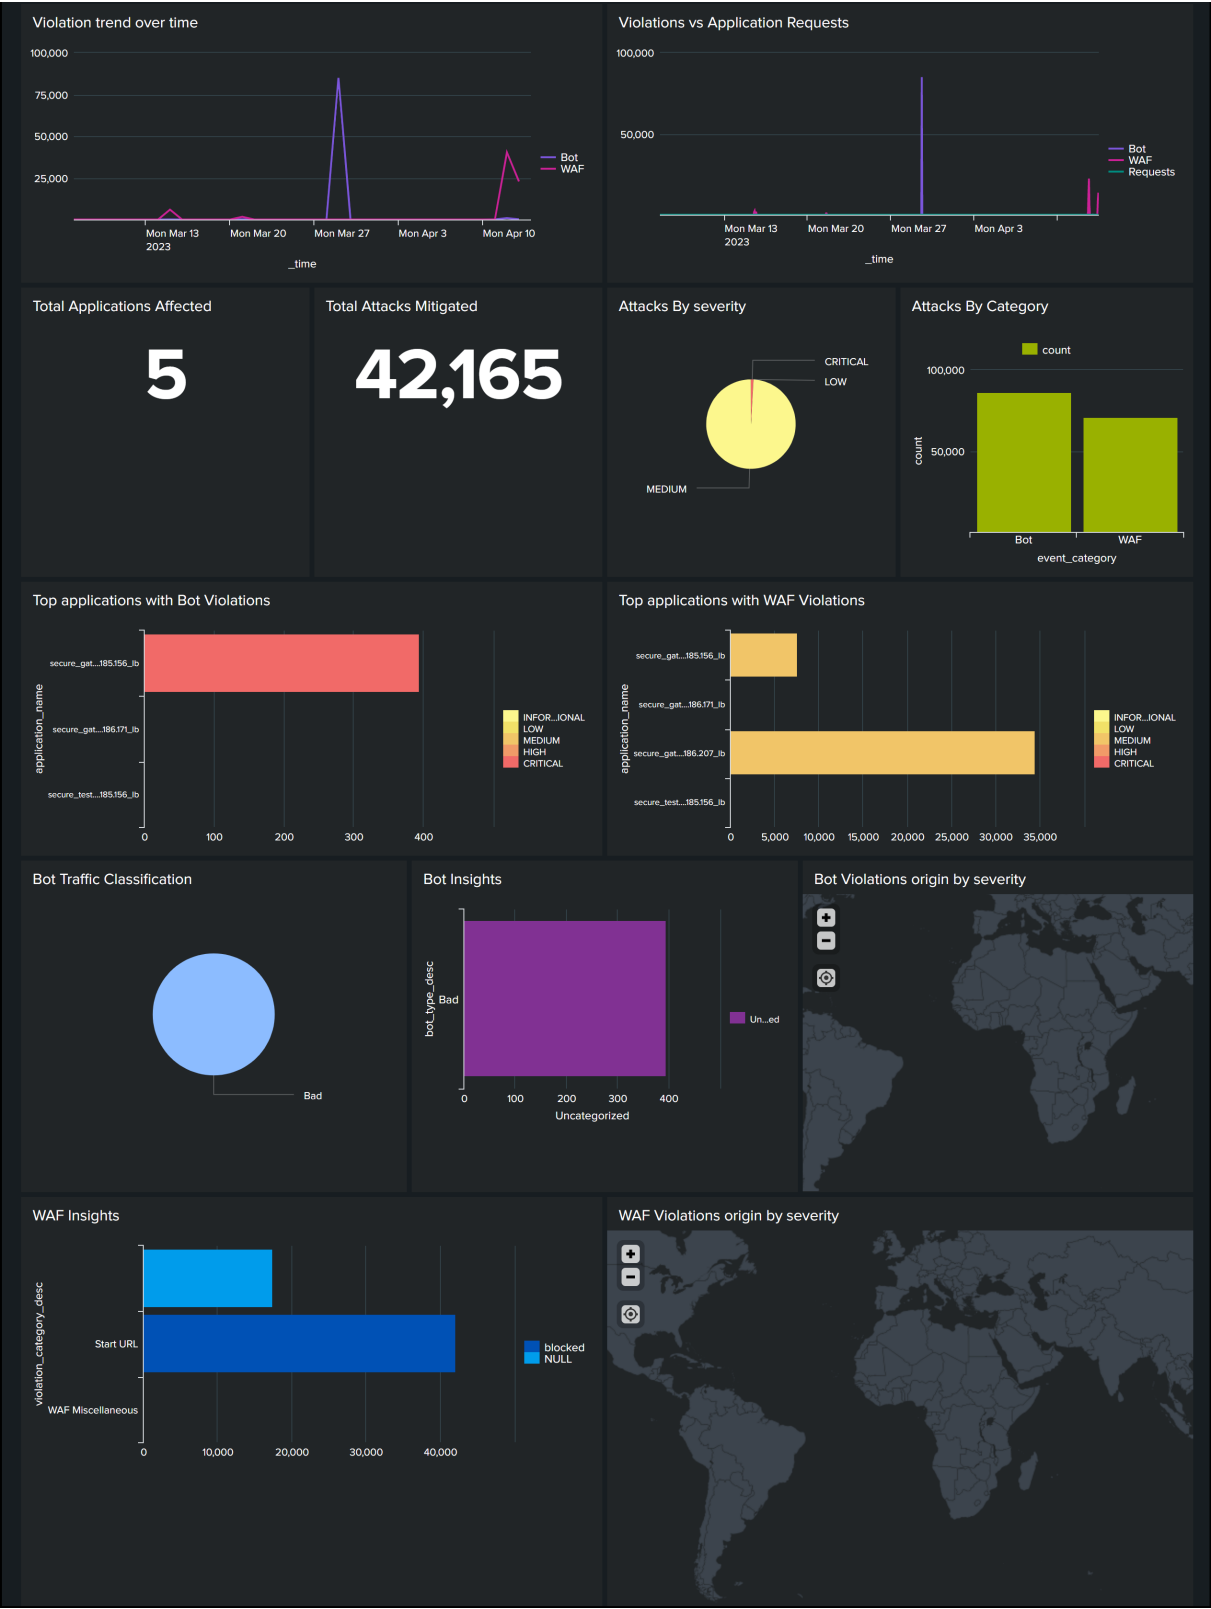 Violation trend over time
100,000
75,000
50,000
25,000
Mon Mar 13
2023
Mon Mar 20
Mon Mar 27
Mon Apr 3
Mon Apr 10
_time
Bot
WAF
Violations vs Application Requests
100,000
50,000
Mon Mar 13
2023
Mon Mar 20
Mon Mar 27
Mon Apr 3
_time
Bot
WAF
Requests
Total Applications Affected
5
Total Attacks Mitigated
42,165
Attacks By severity
CRITICAL
LOW
MEDIUM
Attacks By Category
count
100,000
50,000
count
Bot
WAF
event_category
Top applications with Bot Violations
application_name
secure_gat....185.156_lb
secure_gat....186.171_lb
secure_test....185.156_lb
0
100
200
300
400
INFOR...IONAL
LOW
MEDIUM
HIGH
CRITICAL
Top applications with WAF Violations
application_name
secure_gat....185.156_lb
secure_gat....186.171_lb
secure_gat....186.207_lb
secure_test....185.156_lb
0
5,000
10,000
15,000
20,000
25,000
30,000
35,000
INFOR...IONAL
LOW
MEDIUM
HIGH
CRITICAL
Bot Traffic Classification
Bad
Bot Insights
bot_type_desc
Bad
0
100
200
300
400
Uncategorized
Un...ed
Bot Violations origin by severity
+
−
WAF Insights
violation_category_desc
Start URL
WAF Miscellaneous
0
10,000
20,000
30,000
40,000
blocked
NULL
WAF Violations origin by severity
+
−